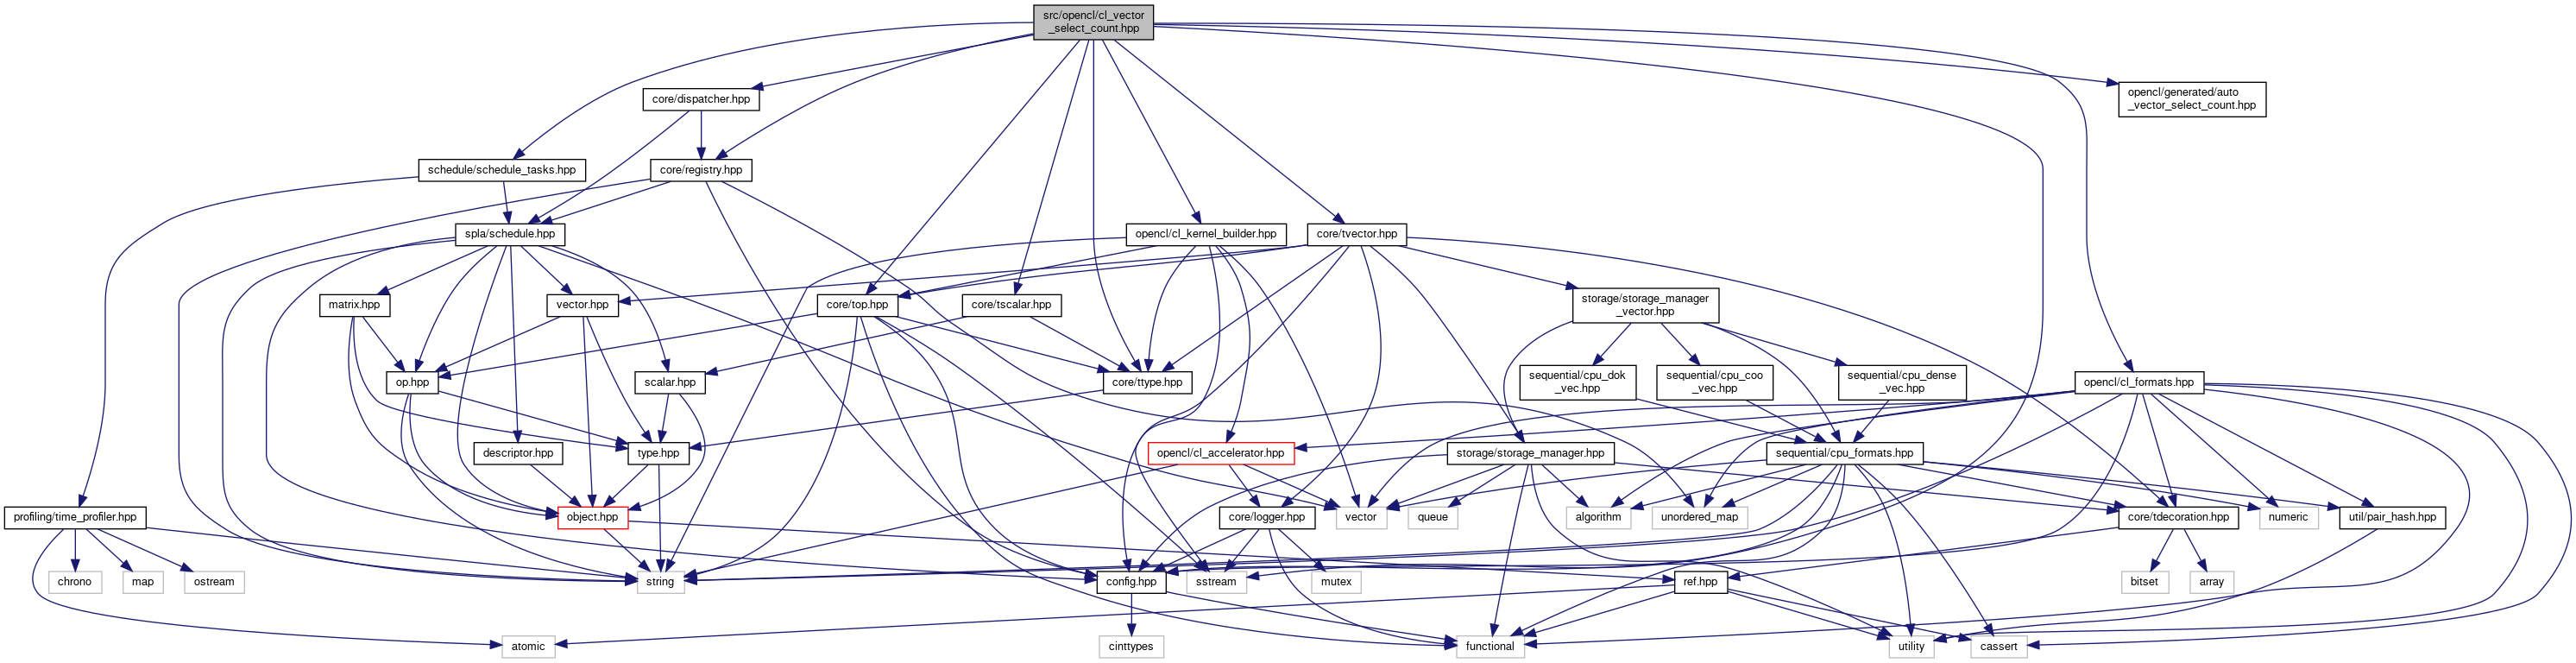 src/opencl/cl_vector
_select_count.hpp
core/dispatcher.hpp
opencl/generated/auto
_vector_select_count.hpp
schedule/schedule_tasks.hpp
core/registry.hpp
spla/schedule.hpp
opencl/cl_kernel_builder.hpp
core/tvector.hpp
matrix.hpp
vector.hpp
core/top.hpp
core/tscalar.hpp
storage/storage_manager
_vector.hpp
op.hpp
scalar.hpp
core/ttype.hpp
sequential/cpu_dok
_vec.hpp
sequential/cpu_coo
_vec.hpp
sequential/cpu_dense
_vec.hpp
opencl/cl_formats.hpp
descriptor.hpp
type.hpp
opencl/cl_accelerator.hpp
storage/storage_manager.hpp
sequential/cpu_formats.hpp
profiling/time_profiler.hpp
object.hpp
core/logger.hpp
vector
queue
algorithm
unordered_map
core/tdecoration.hpp
numeric
util/pair_hash.hpp
chrono
map
ostream
string
config.hpp
sstream
mutex
ref.hpp
bitset
array
atomic
cinttypes
functional
utility
cassert